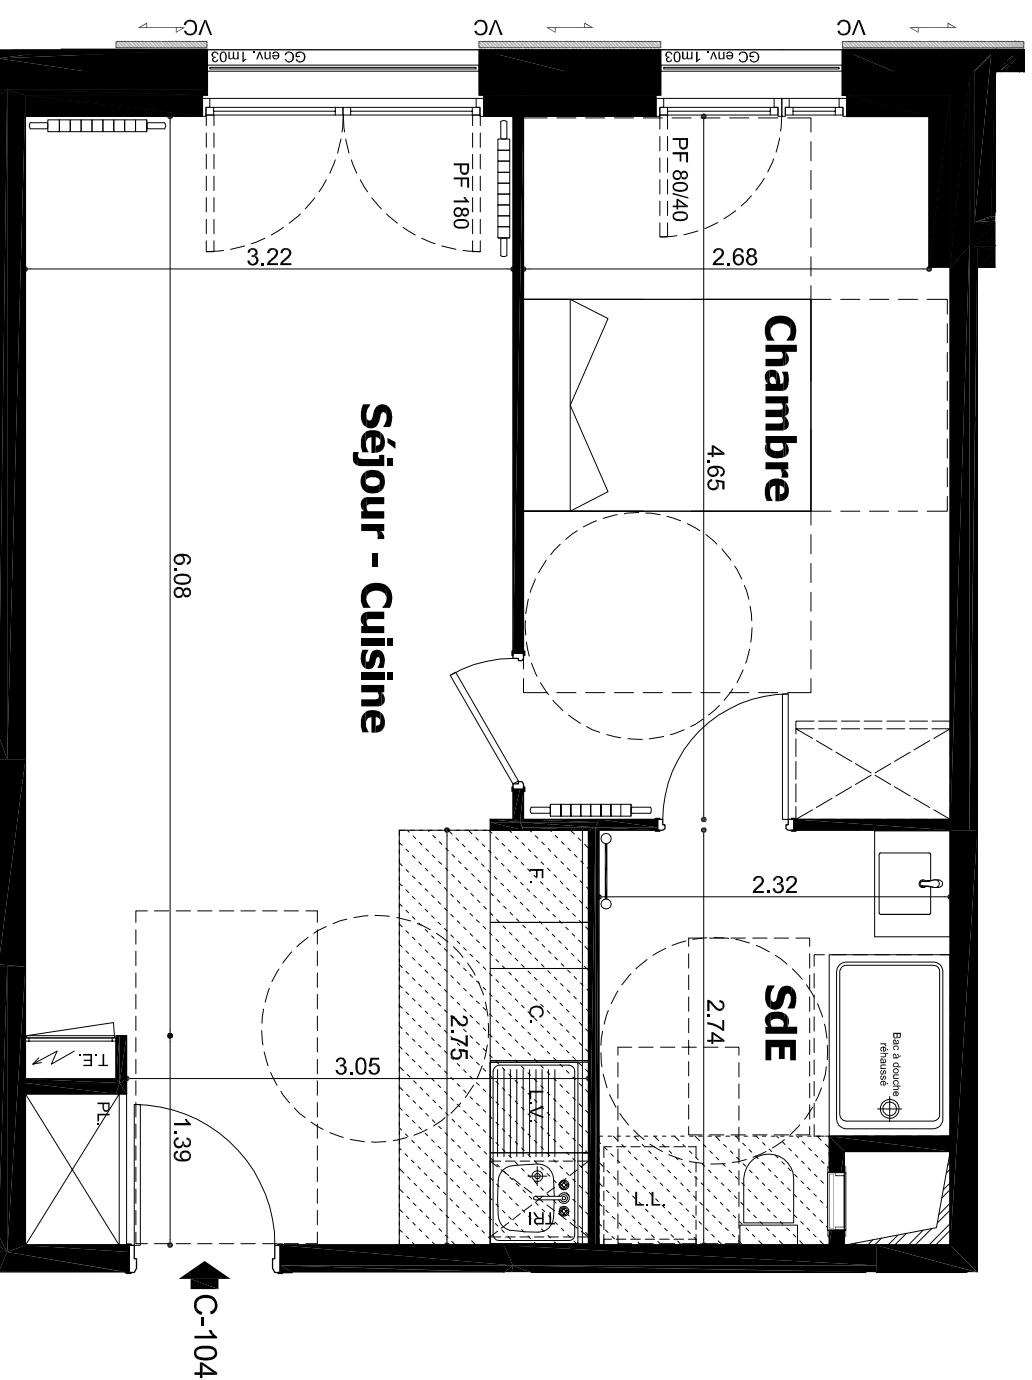 VC
VC
VC
GC env. 1m03
GC env. 1m03
PF 180
PF 80/40
3.22
2.68
Chambre
4.65
Séjour - Cuisine
6.08
F.
2.32
C.
2.75
SdE
2.74
Bac à douche
réhaussé
T.E.
3.05
PL.
1.39
L.V.
TRI
L.L.
C-104